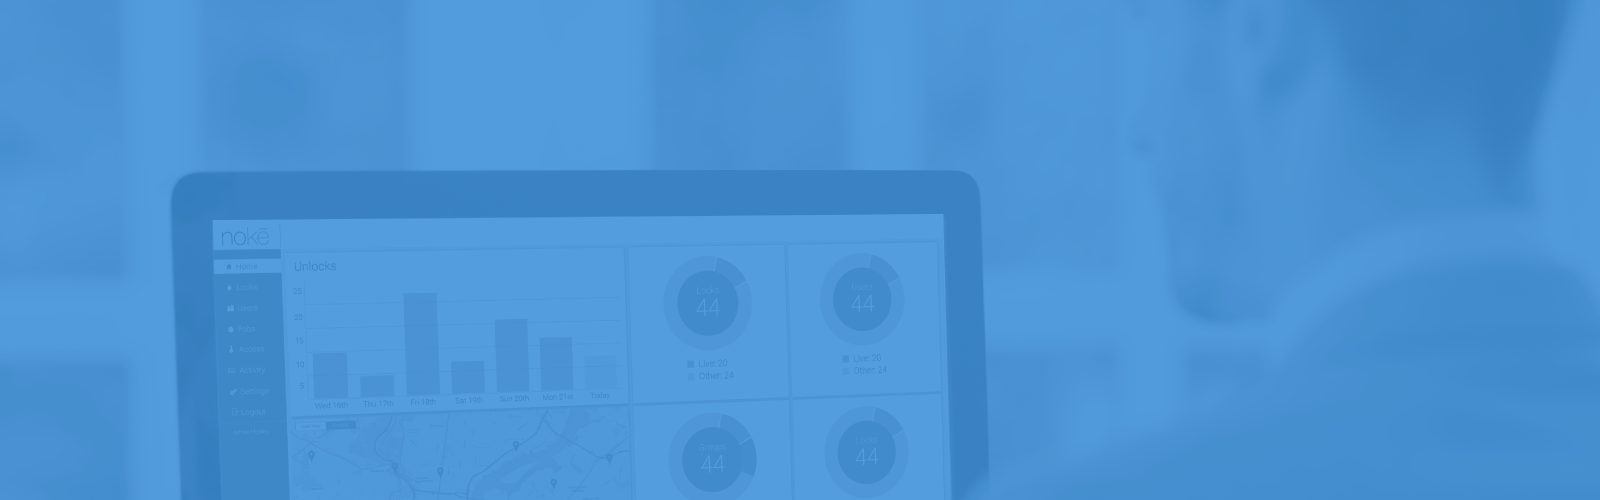 nokē
Home
Locks
Users
Fobs
Access
Activity
Settings
Logout
Unlocks
25
20
15
10
5
Wed 16th Thu 17th Fri 18th Sat 19th Sun 20th Mon 21st Today
Locks
44
Live: 20
Other: 24
Users
44
Live: 20
Other: 24
44
Locks
44